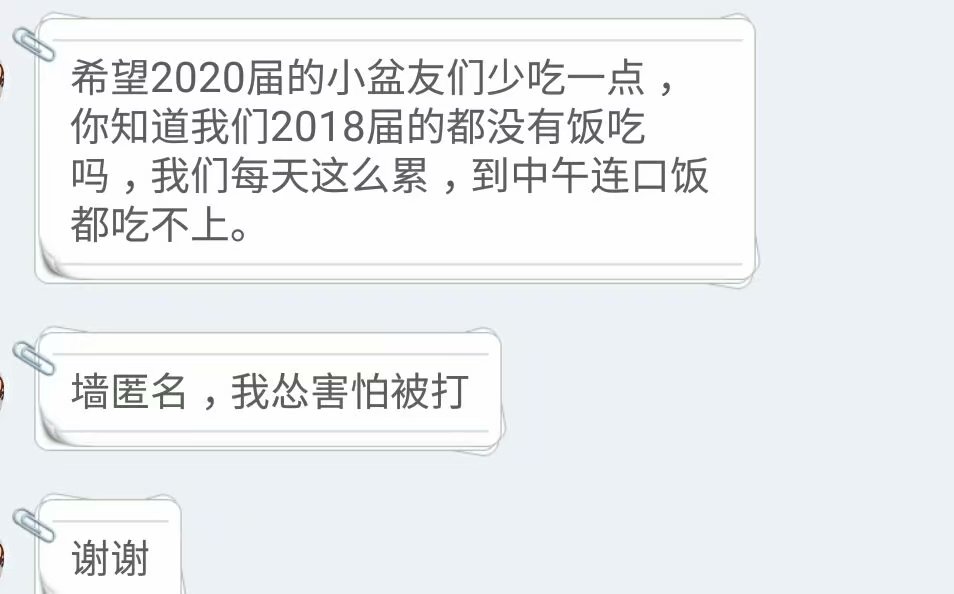 希望2020届的小盆友们少吃一点，
你知道我们2018届的都没有饭吃
吗，我们每天这么累，到中午连口饭
都吃不上。
墙匿名，我怂害怕被打
谢谢